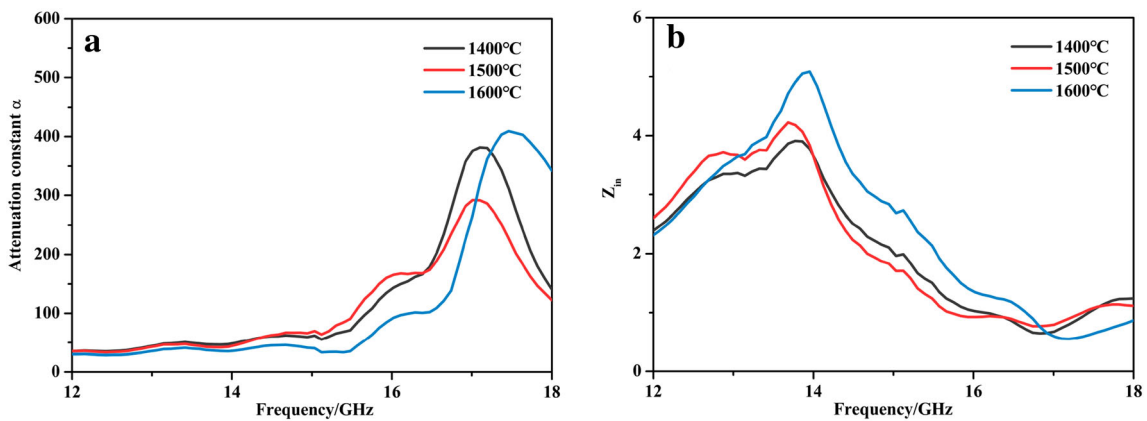 a
1400°C
1500°C
1600°C
600
500
400
300
200
100
0
Attenuation constant α
12
14
16
18
Frequency/GHz
b
1400°C
1500°C
1600°C
6
4
2
0
Zin
12
14
16
18
Frequency/GHz